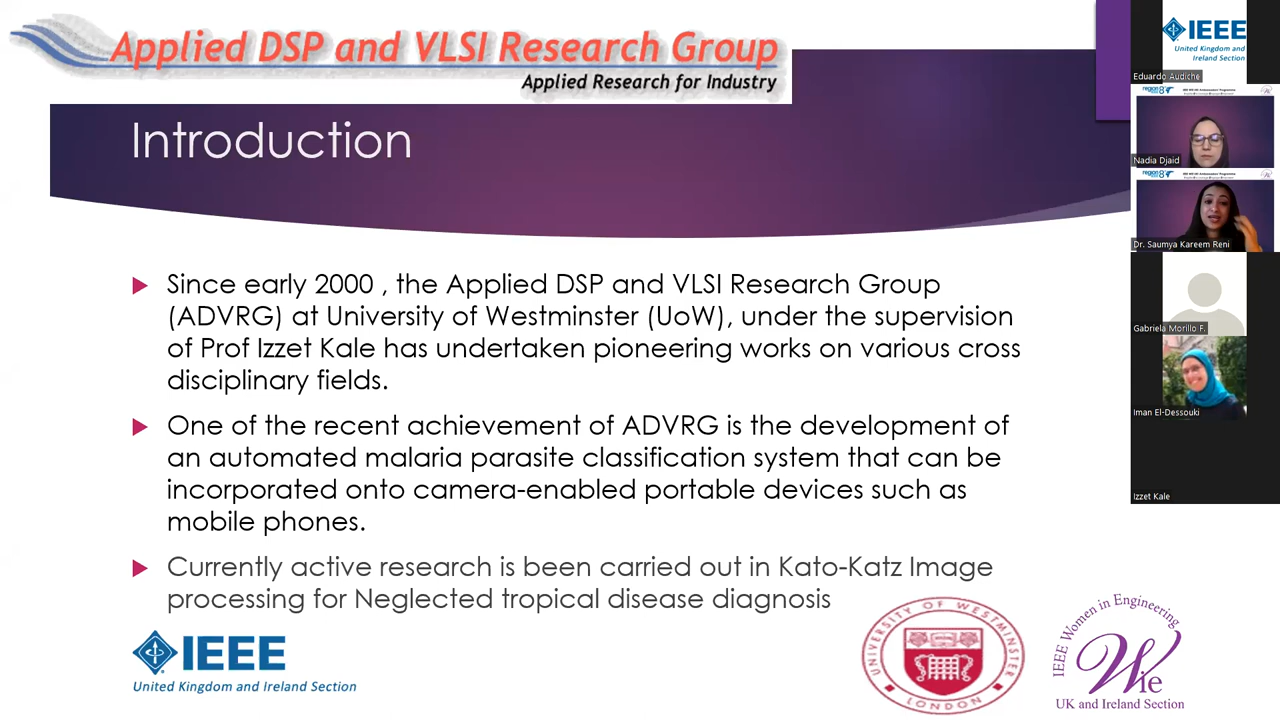 Applied DSP and VLSI Research Group
Applied Research for Industry
Introduction
Since early 2000 , the Applied DSP and VLSI Research Group
(ADVRG) at University of Westminster (UoW), under the supervision
of Prof Izzet Kale has undertaken pioneering works on various cross
disciplinary fields.
One of the recent achievement of ADVRG is the development of
an automated malaria parasite classification system that can be
incorporated onto camera-enabled portable devices such as
mobile phones.
Currently active research is been carried out in Kato-Katz Image
processing for Neglected tropical disease diagnosis
IEEE
United Kingdom and Ireland Section
UNIVERSITY OF WESTMINSTER
LONDON
IEEE Women in Engineering
Wie
UK and Ireland Section
IEEE
United Kingdom and
Ireland Section
Eduardo Audiche
region8
Nadia Djaid
region8
Dr. Saumya Kareem Reni
Gabriela Morillo F.
Iman El-Dessouki
Izzet Kale